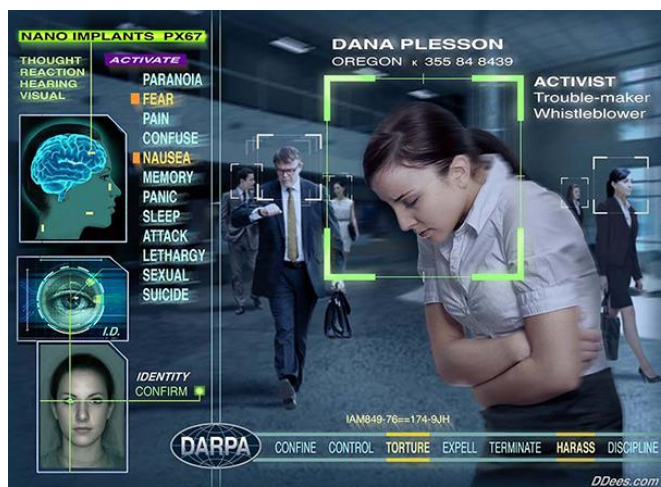 NANO IMPLANTS PX67
THOUGHT
REACTION
HEARING
VISUAL
ACTIVATE
PARANOIA
FEAR
PAIN
CONFUSE
NAUSEA
MEMORY
PANIC
SLEEP
ATTACK
LETHARGY
SEXUAL
SUICIDE
I.D.
IDENTITY
CONFIRM
DANA PLESSON
OREGON K 355 84 8439
ACTIVIST
Trouble-maker
Whistleblower
IAM849-76==174-9JH
DARPA CONFINE CONTROL TORTURE EXPELL TERMINATE HARASS DISCIPLINE
DDees.com